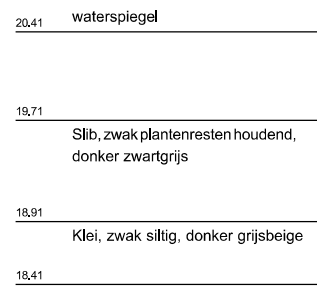 20.41 waterspiegel
19.71
Slib, zwak plantenresten houdend,
donker zwartgrijs
18.91
Klei, zwak siltig, donker grijsbeige
18.41